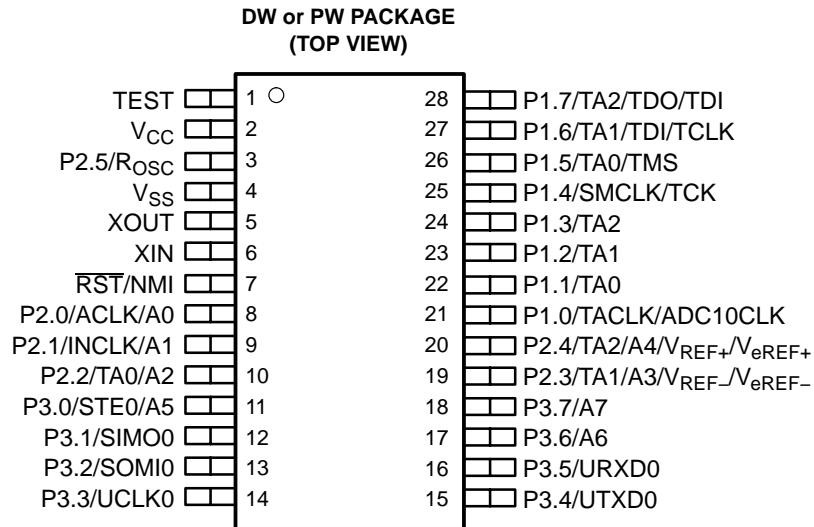 DW or PW PACKAGE
(TOP VIEW)
TEST 1 28 P1.7/TA2/TDO/TDI
VCC 2 27 P1.6/TA1/TDI/TCLK
P2.5/ROSC 3 26 P1.5/TA0/TMS
VSS 4 25 P1.4/SMCLK/TCK
XOUT 5 24 P1.3/TA2
XIN 6 23 P1.2/TA1
R̅S̅T̅/NMI 7 22 P1.1/TA0
P2.0/ACLK/A0 8 21 P1.0/TACLK/ADC10CLK
P2.1/INCLK/A1 9 20 P2.4/TA2/A4/VREF+/VeREF+
P2.2/TA0/A2 10 19 P2.3/TA1/A3/VREF−/VeREF−
P3.0/STE0/A5 11 18 P3.7/A7
P3.1/SIMO0 12 17 P3.6/A6
P3.2/SOMI0 13 16 P3.5/URXD0
P3.3/UCLK0 14 15 P3.4/UTXD0